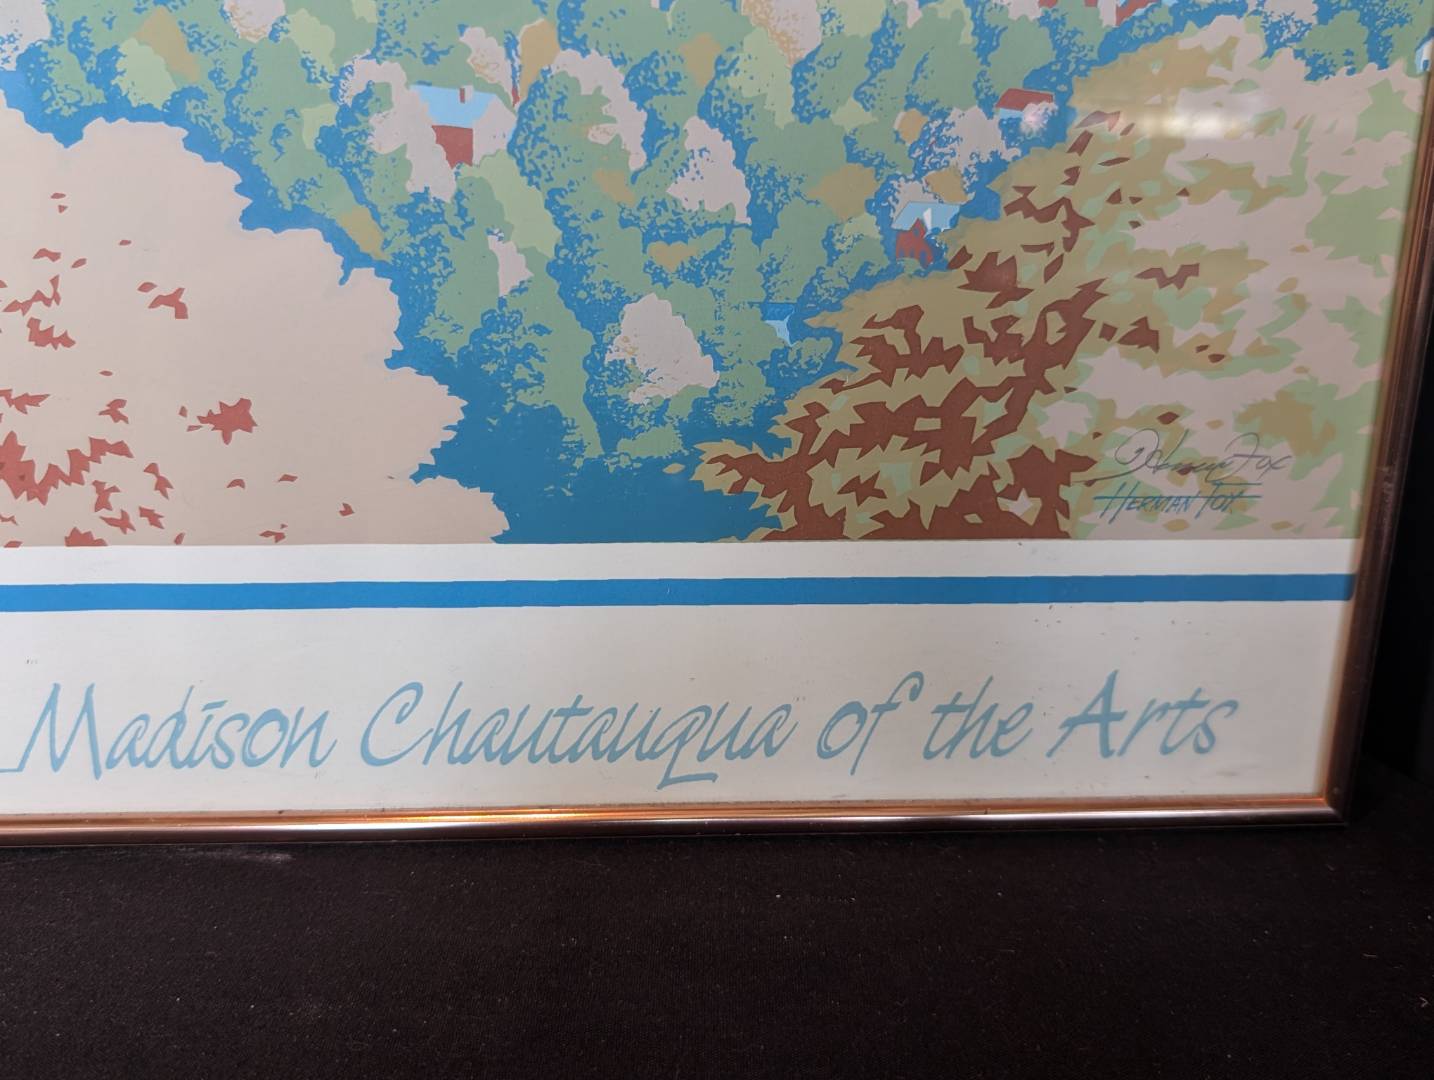 Herman Fox
HERMAN FOX
Madison Chautauqua of the Arts